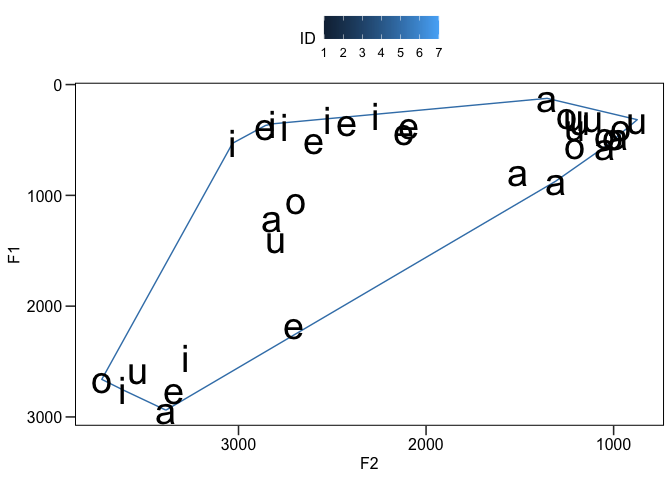 ID
1 2 3 4 5 6 7
0
a
o u u u
i e i i e i e e u o
i e o o a
o a
a a
o
a
u
1000
2000
e
i
u
o i e
a
3000
3000 2000 1000
F1
F2